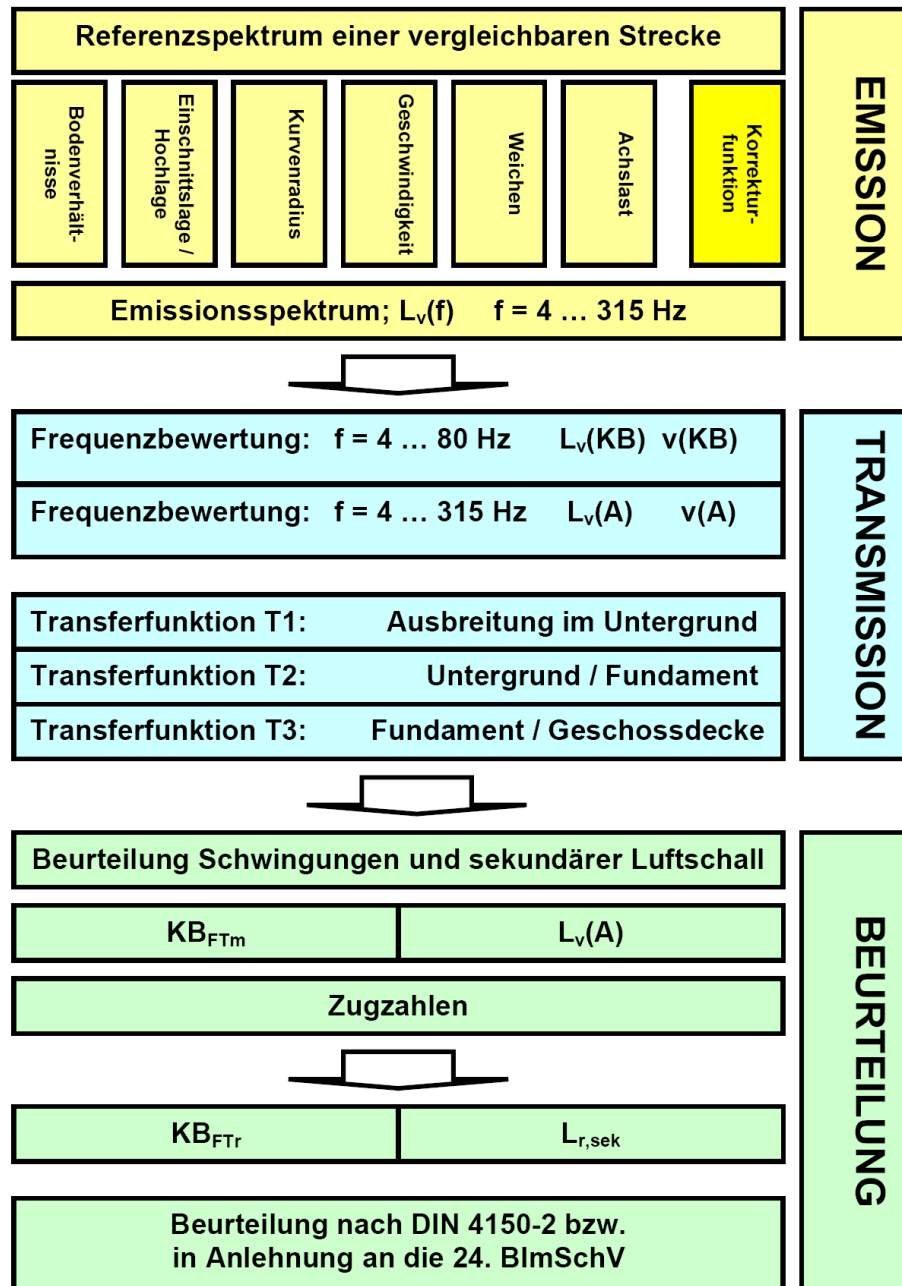 Referenzspektrum einer vergleichbaren Strecke
Bodenverhält-
nisse
Einschnittslage /
Hochlage
Kurvenradius
Geschwindigkeit
Weichen
Achslast
Korrektur-
funktion
Emissionsspektrum; Lv(f) f = 4 … 315 Hz
EMISSION
Frequenzbewertung: f = 4 … 80 Hz Lv(KB) v(KB)
Frequenzbewertung: f = 4 … 315 Hz Lv(A) v(A)
Transferfunktion T1: Ausbreitung im Untergrund
Transferfunktion T2: Untergrund / Fundament
Transferfunktion T3: Fundament / Geschossdecke
TRANSMISSION
Beurteilung Schwingungen und sekundärer Luftschall
KBFTm Lv(A)
Zugzahlen
KBFTr Lr,sek
Beurteilung nach DIN 4150-2 bzw.
in Anlehnung an die 24. BImSchV
BEURTEILUNG